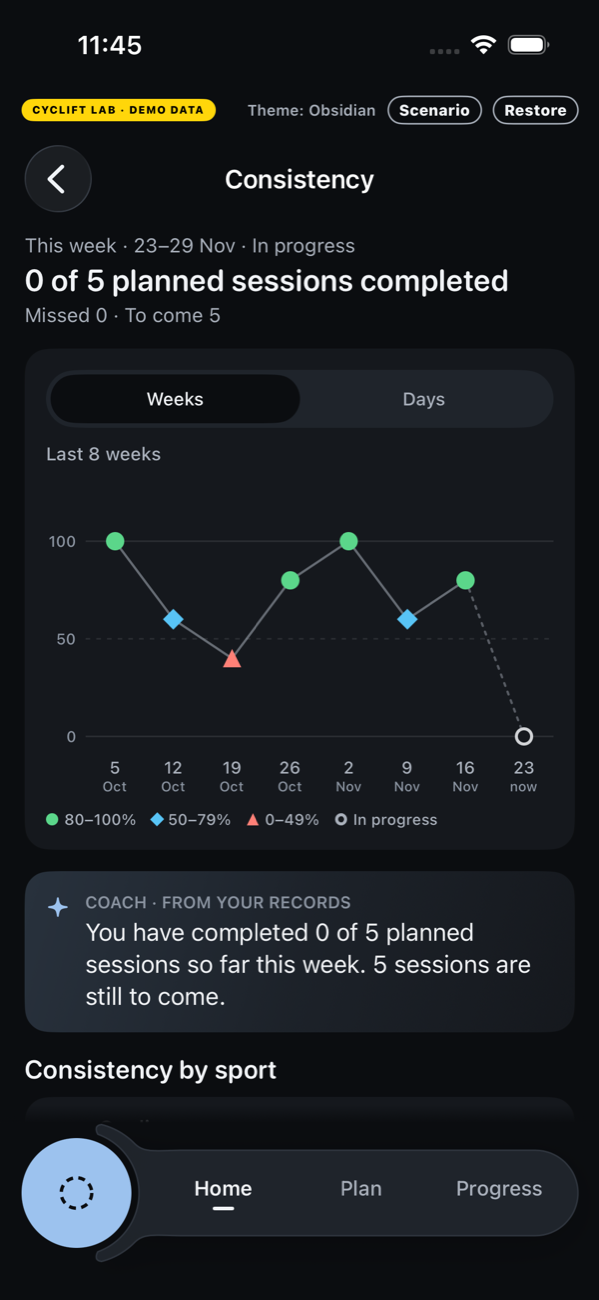 11:45
CYCLIFT LAB · DEMO DATA
Theme: Obsidian
Scenario
Restore
Consistency
This week · 23–29 Nov · In progress
0 of 5 planned sessions completed
Missed 0 · To come 5
Weeks
Days
Last 8 weeks
100
50
0
5 Oct
12 Oct
19 Oct
26 Oct
2 Nov
9 Nov
16 Nov
23 now
80–100%
50–79%
0–49%
In progress
COACH · FROM YOUR RECORDS
You have completed 0 of 5 planned
sessions so far this week. 5 sessions are
still to come.
Consistency by sport
Home
Plan
Progress